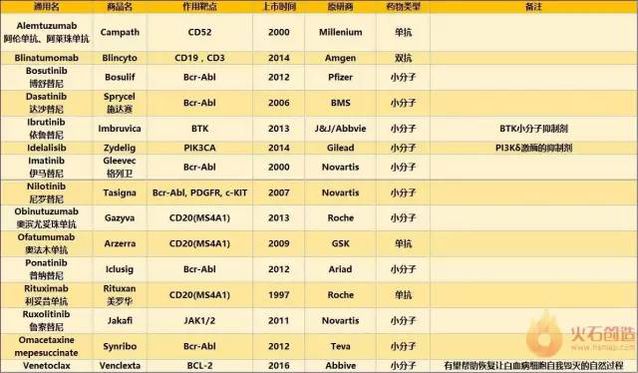 通用名 商品名 作用靶点 上市时间 原研商 药物类型 备注
Alemtuzumab
阿伦单抗、阿莱珠单抗 Campath CD52 2000 Millenium 单抗
Blinatumomab Blincyto CD19，CD3 2014 Amgen 双抗
Bosutinib
博舒替尼 Bosulif Bcr-Abl 2012 Pfizer 小分子
Dasatinib
达沙替尼 Sprycel
施达赛 Bcr-Abl 2006 BMS 小分子
Ibrutinib
依鲁替尼 Imbruvica BTK 2013 J&J/Abbvie 小分子 BTK小分子抑制剂
Idelalisib Zydelig PIK3CA 2014 Gilead 小分子 PI3Kδ激酶的抑制剂
Imatinib
伊马替尼 Gleevec
格列卫 Bcr-Abl 2000 Novartis 小分子
Nilotinib
尼罗替尼 Tasigna Bcr-Abl, PDGFR, c-KIT 2007 Novartis 小分子
Obinutuzumab
奥滨尤妥珠单抗 Gazyva CD20(MS4A1) 2013 Roche 小分子
Ofatumumab
奥法木单抗 Arzerra CD20(MS4A1) 2009 GSK 单抗
Ponatinib
普纳替尼 Iclusig Bcr-Abl 2012 Ariad 小分子
Rituximab
利妥昔单抗 Rituxan
美罗华 CD20(MS4A1) 1997 Roche 单抗
Ruxolitinib
鲁索替尼 Jakafi JAK1/2 2011 Novartis 小分子
Omacetaxine
mepesuccinate Synribo Bcr-Abl 2012 Teva 小分子
Venetoclax Venclexta BCL-2 2016 Abbive 小分子 有望帮助恢复让白血病细胞自我毁灭的自然过程
火石创造